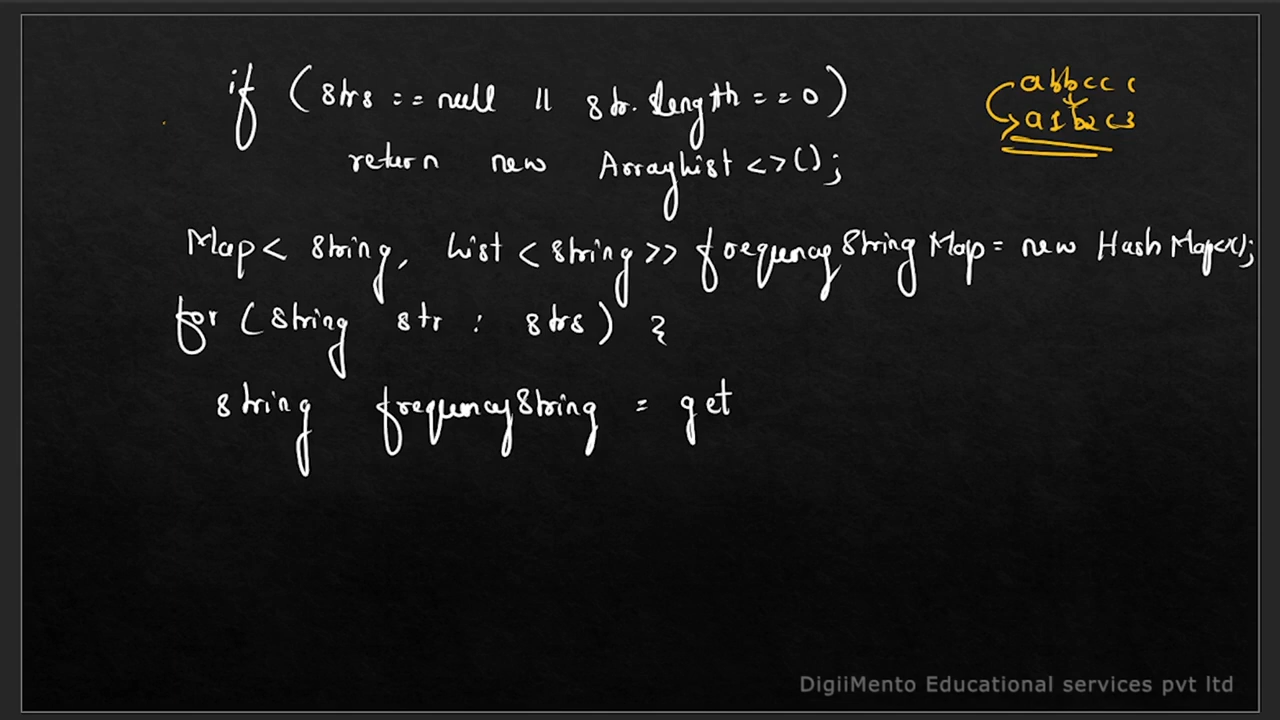 if (strs == null || str.length == 0)
abbccc
a1b2c3
return new ArrayList<>();
Map< string, List <string>> frequencyStringMap = new HashMap<>();
for (string str : strs) {
string frequencyString = get
DigiiMento Educational services pvt ltd